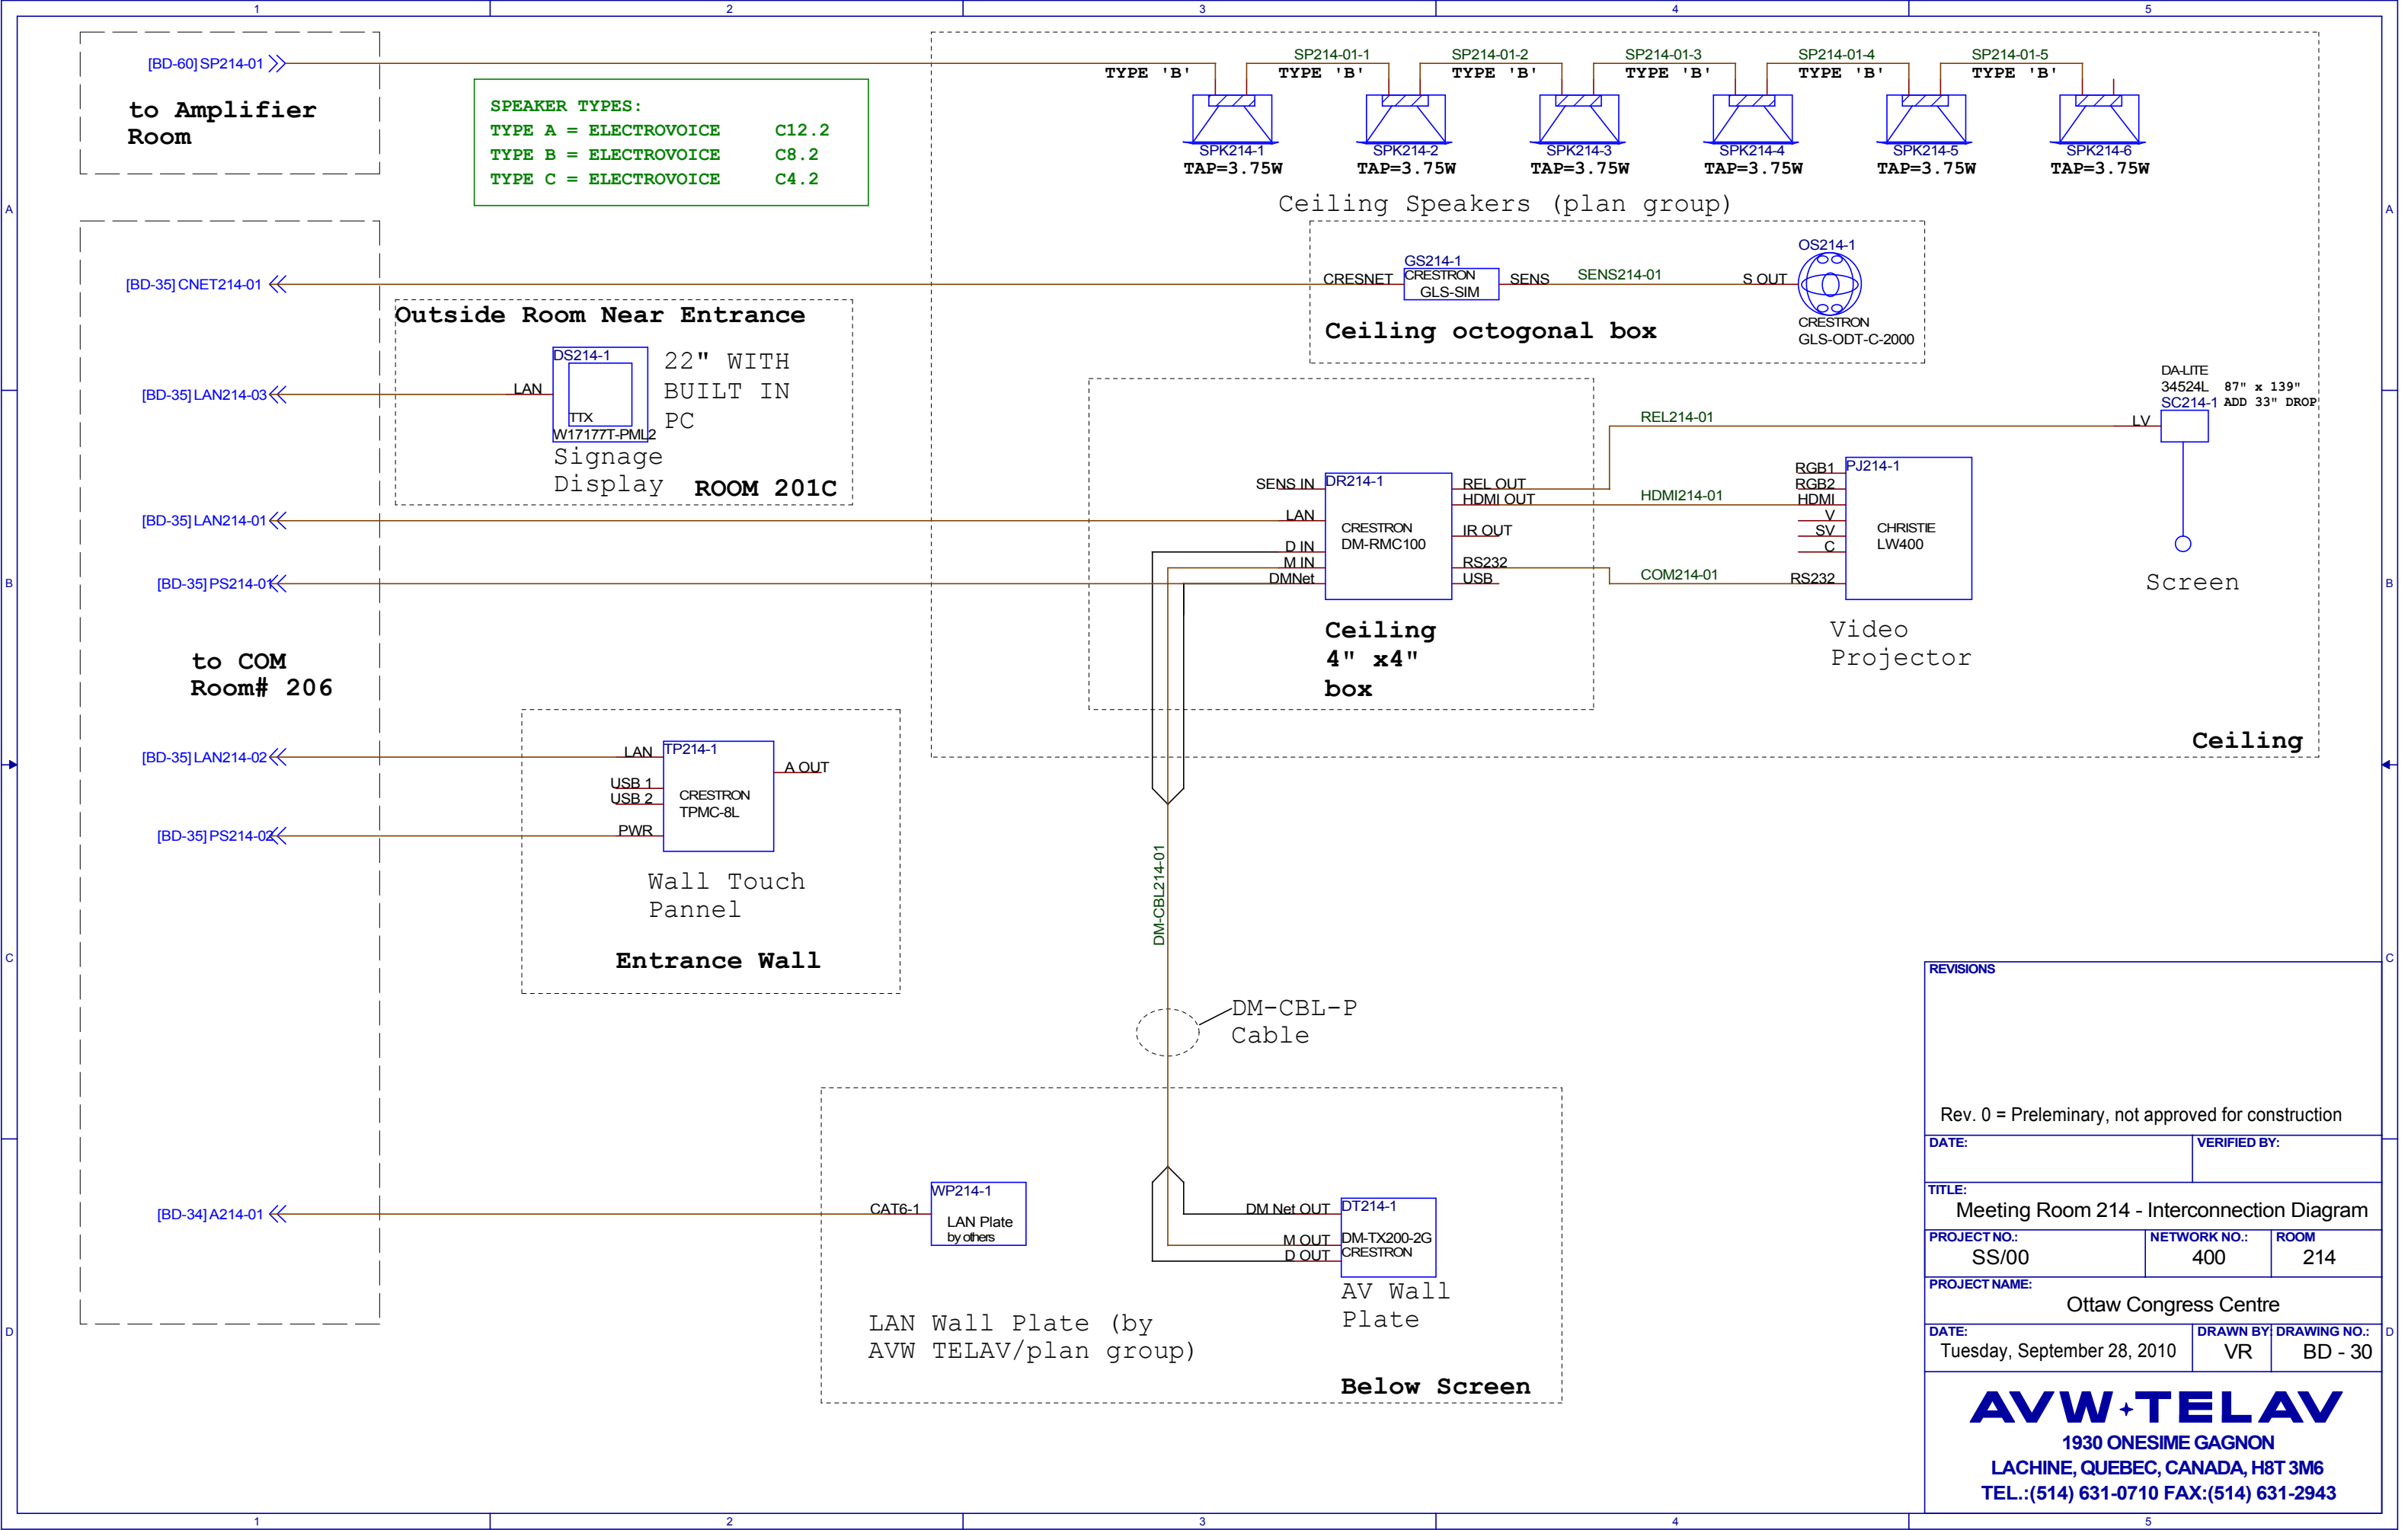 1 2 3 4 5
[BD-60] SP214-01
to Amplifier
Room
SPEAKER TYPES:
TYPE A = ELECTROVOICE C12.2
TYPE B = ELECTROVOICE C8.2
TYPE C = ELECTROVOICE C4.2
SP214-01-1 SP214-01-2 SP214-01-3 SP214-01-4 SP214-01-5
TYPE 'B' TYPE 'B' TYPE 'B' TYPE 'B' TYPE 'B' TYPE 'B'
SPK214-1 SPK214-2 SPK214-3 SPK214-4 SPK214-5 SPK214-6
TAP=3.75W TAP=3.75W TAP=3.75W TAP=3.75W TAP=3.75W TAP=3.75W
Ceiling Speakers (plan group)
A A
[BD-35] CNET214-01
CRESNET
GS214-1
CRESTRON
GLS-SIM
SENS
SENS214-01
S OUT
OS214-1
CRESTRON
GLS-ODT-C-2000
Ceiling octogonal box
Outside Room Near Entrance
[BD-35] LAN214-03
LAN
DS214-1
TTX
W17177T-PML2
22" WITH
BUILT IN
PC
Signage
Display
ROOM 201C
DA-LITE
34524L 87" x 139"
SC214-1 ADD 33" DROP
LV
Screen
REL214-01
[BD-35] LAN214-01
[BD-35] PS214-01
SENS IN
LAN
D IN
M IN
DMNet
DR214-1
CRESTRON
DM-RMC100
REL OUT
HDMI OUT
IR OUT
RS232
USB
HDMI214-01
COM214-01
RGB1
RGB2
HDMI
V
SV
C
RS232
PJ214-1
CHRISTIE
LW400
Video
Projector
Ceiling
4" x4"
box
B B
to COM
Room# 206
Ceiling
[BD-35] LAN214-02
[BD-35] PS214-02
LAN
USB 1
USB 2
PWR
TP214-1
CRESTRON
TPMC-8L
A OUT
Wall Touch
Pannel
Entrance Wall
DM-CBL214-01
DM-CBL-P
Cable
C C
[BD-34] A214-01
CAT6-1
WP214-1
LAN Plate
by others
LAN Wall Plate (by
AVW TELAV/plan group)
DM Net OUT
M OUT
D OUT
DT214-1
DM-TX200-2G
CRESTRON
AV Wall
Plate
Below Screen
D D
REVISIONS
Rev. 0 = Preleminary, not approved for construction
DATE: VERIFIED BY:
TITLE:
Meeting Room 214 - Interconnection Diagram
PROJECT NO.: NETWORK NO.: ROOM
SS/00 400 214
PROJECT NAME:
Ottaw Congress Centre
DATE: DRAWN BY: DRAWING NO.:
Tuesday, September 28, 2010 VR BD - 30
AVW TELAV
1930 ONESIME GAGNON
LACHINE, QUEBEC, CANADA, H8T 3M6
TEL.:(514) 631-0710 FAX:(514) 631-2943
1 2 3 4 5